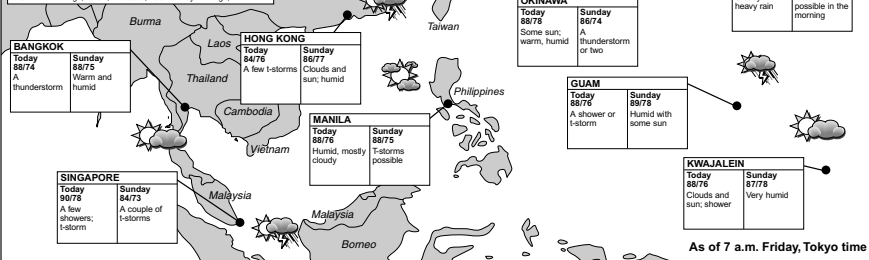 OKINAWA
Today
88/78
Some sun;
warm, humid
Sunday
86/74
A
thunderstorm
or two
heavy rain
possible in the
morning
Burma
Laos
Thailand
Cambodia
Vietnam
Taiwan
Philippines
Malaysia
Malaysia
Borneo
BANGKOK
Today
88/74
A
thunderstorm
Sunday
88/75
Warm and
humid
HONG KONG
Today
84/76
A few t-storms
Sunday
86/77
Clouds and
sun; humid
MANILA
Today
88/76
Humid, mostly
cloudy
Sunday
88/75
T-storms
possible
GUAM
Today
88/76
A shower or
t-storm
Sunday
89/78
Humid with
some sun
SINGAPORE
Today
90/78
A few
showers;
t-storm
Sunday
84/73
A couple of
t-storms
KWAJALEIN
Today
88/76
Clouds and
sun; shower
Sunday
87/78
Very humid
As of 7 a.m. Friday, Tokyo time